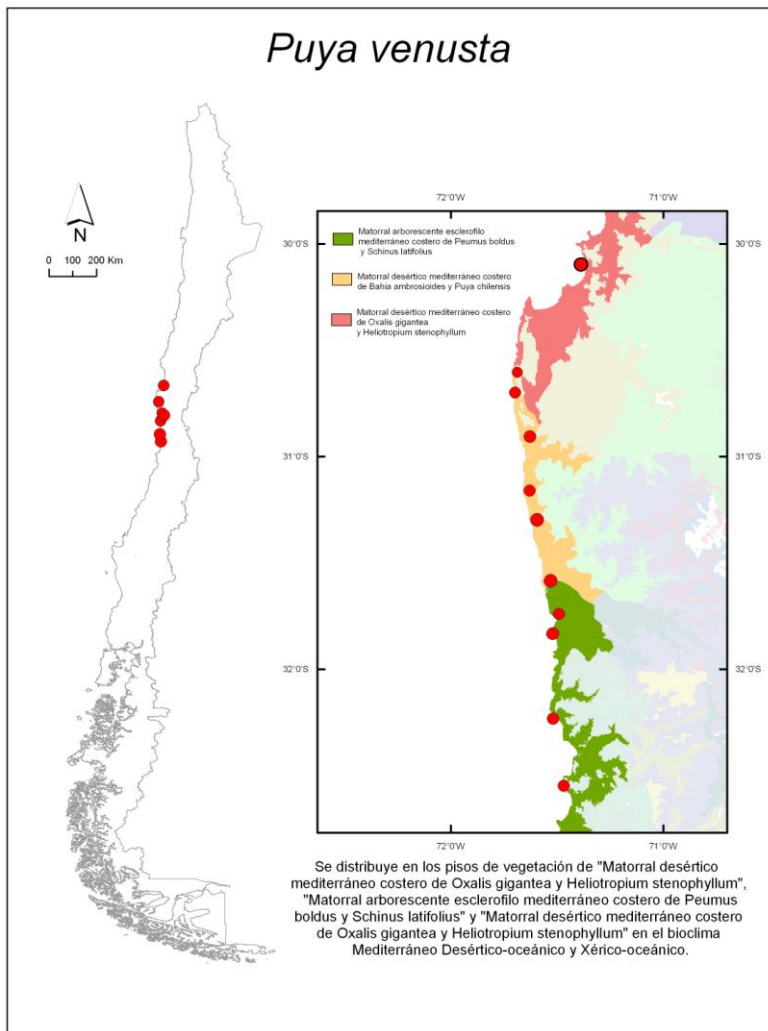 Puya venusta
N
0 100 200 Km
72°0'W 71°0'W
30°0'S 30°0'S
Matorral arborescente esclerofilo
mediterráneo costero de Peumus boldus
y Schinus latifolius
Matorral desértico mediterráneo costero
de Bahia ambrosioides y Puya chilensis
Matorral desértico mediterráneo costero
de Oxalis gigantea
y Heliotropium stenophyllum
31°0'S 31°0'S
32°0'S 32°0'S
72°0'W 71°0'W
Se distribuye en los pisos de vegetación de "Matorral desértico
mediterráneo costero de Oxalis gigantea y Heliotropium stenophyllum",
"Matorral arborescente esclerofilo mediterráneo costero de Peumus
boldus y Schinus latifolius" y "Matorral desértico mediterráneo costero
de Oxalis gigantea y Heliotropium stenophyllum" en el bioclima
Mediterráneo Desértico-oceánico y Xérico-oceánico.